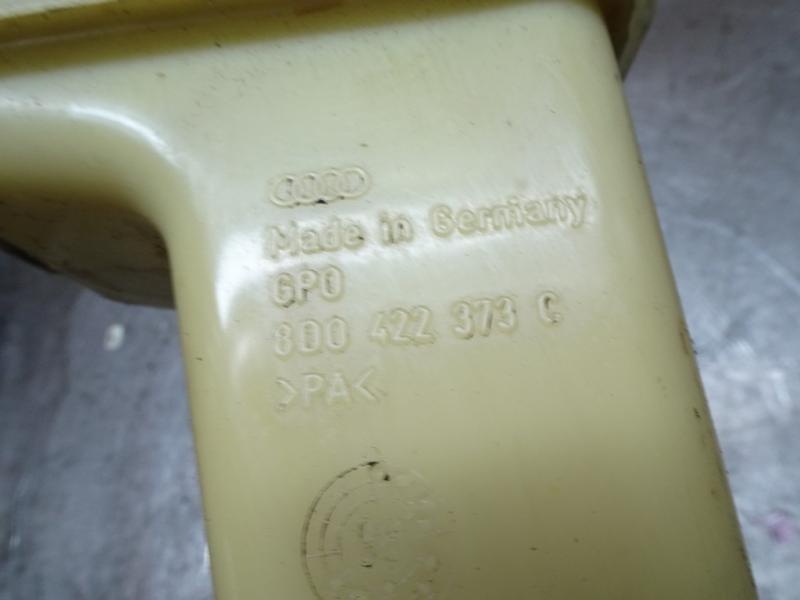 Made in Germany
GPO
8D0 422 373 C
>PA<